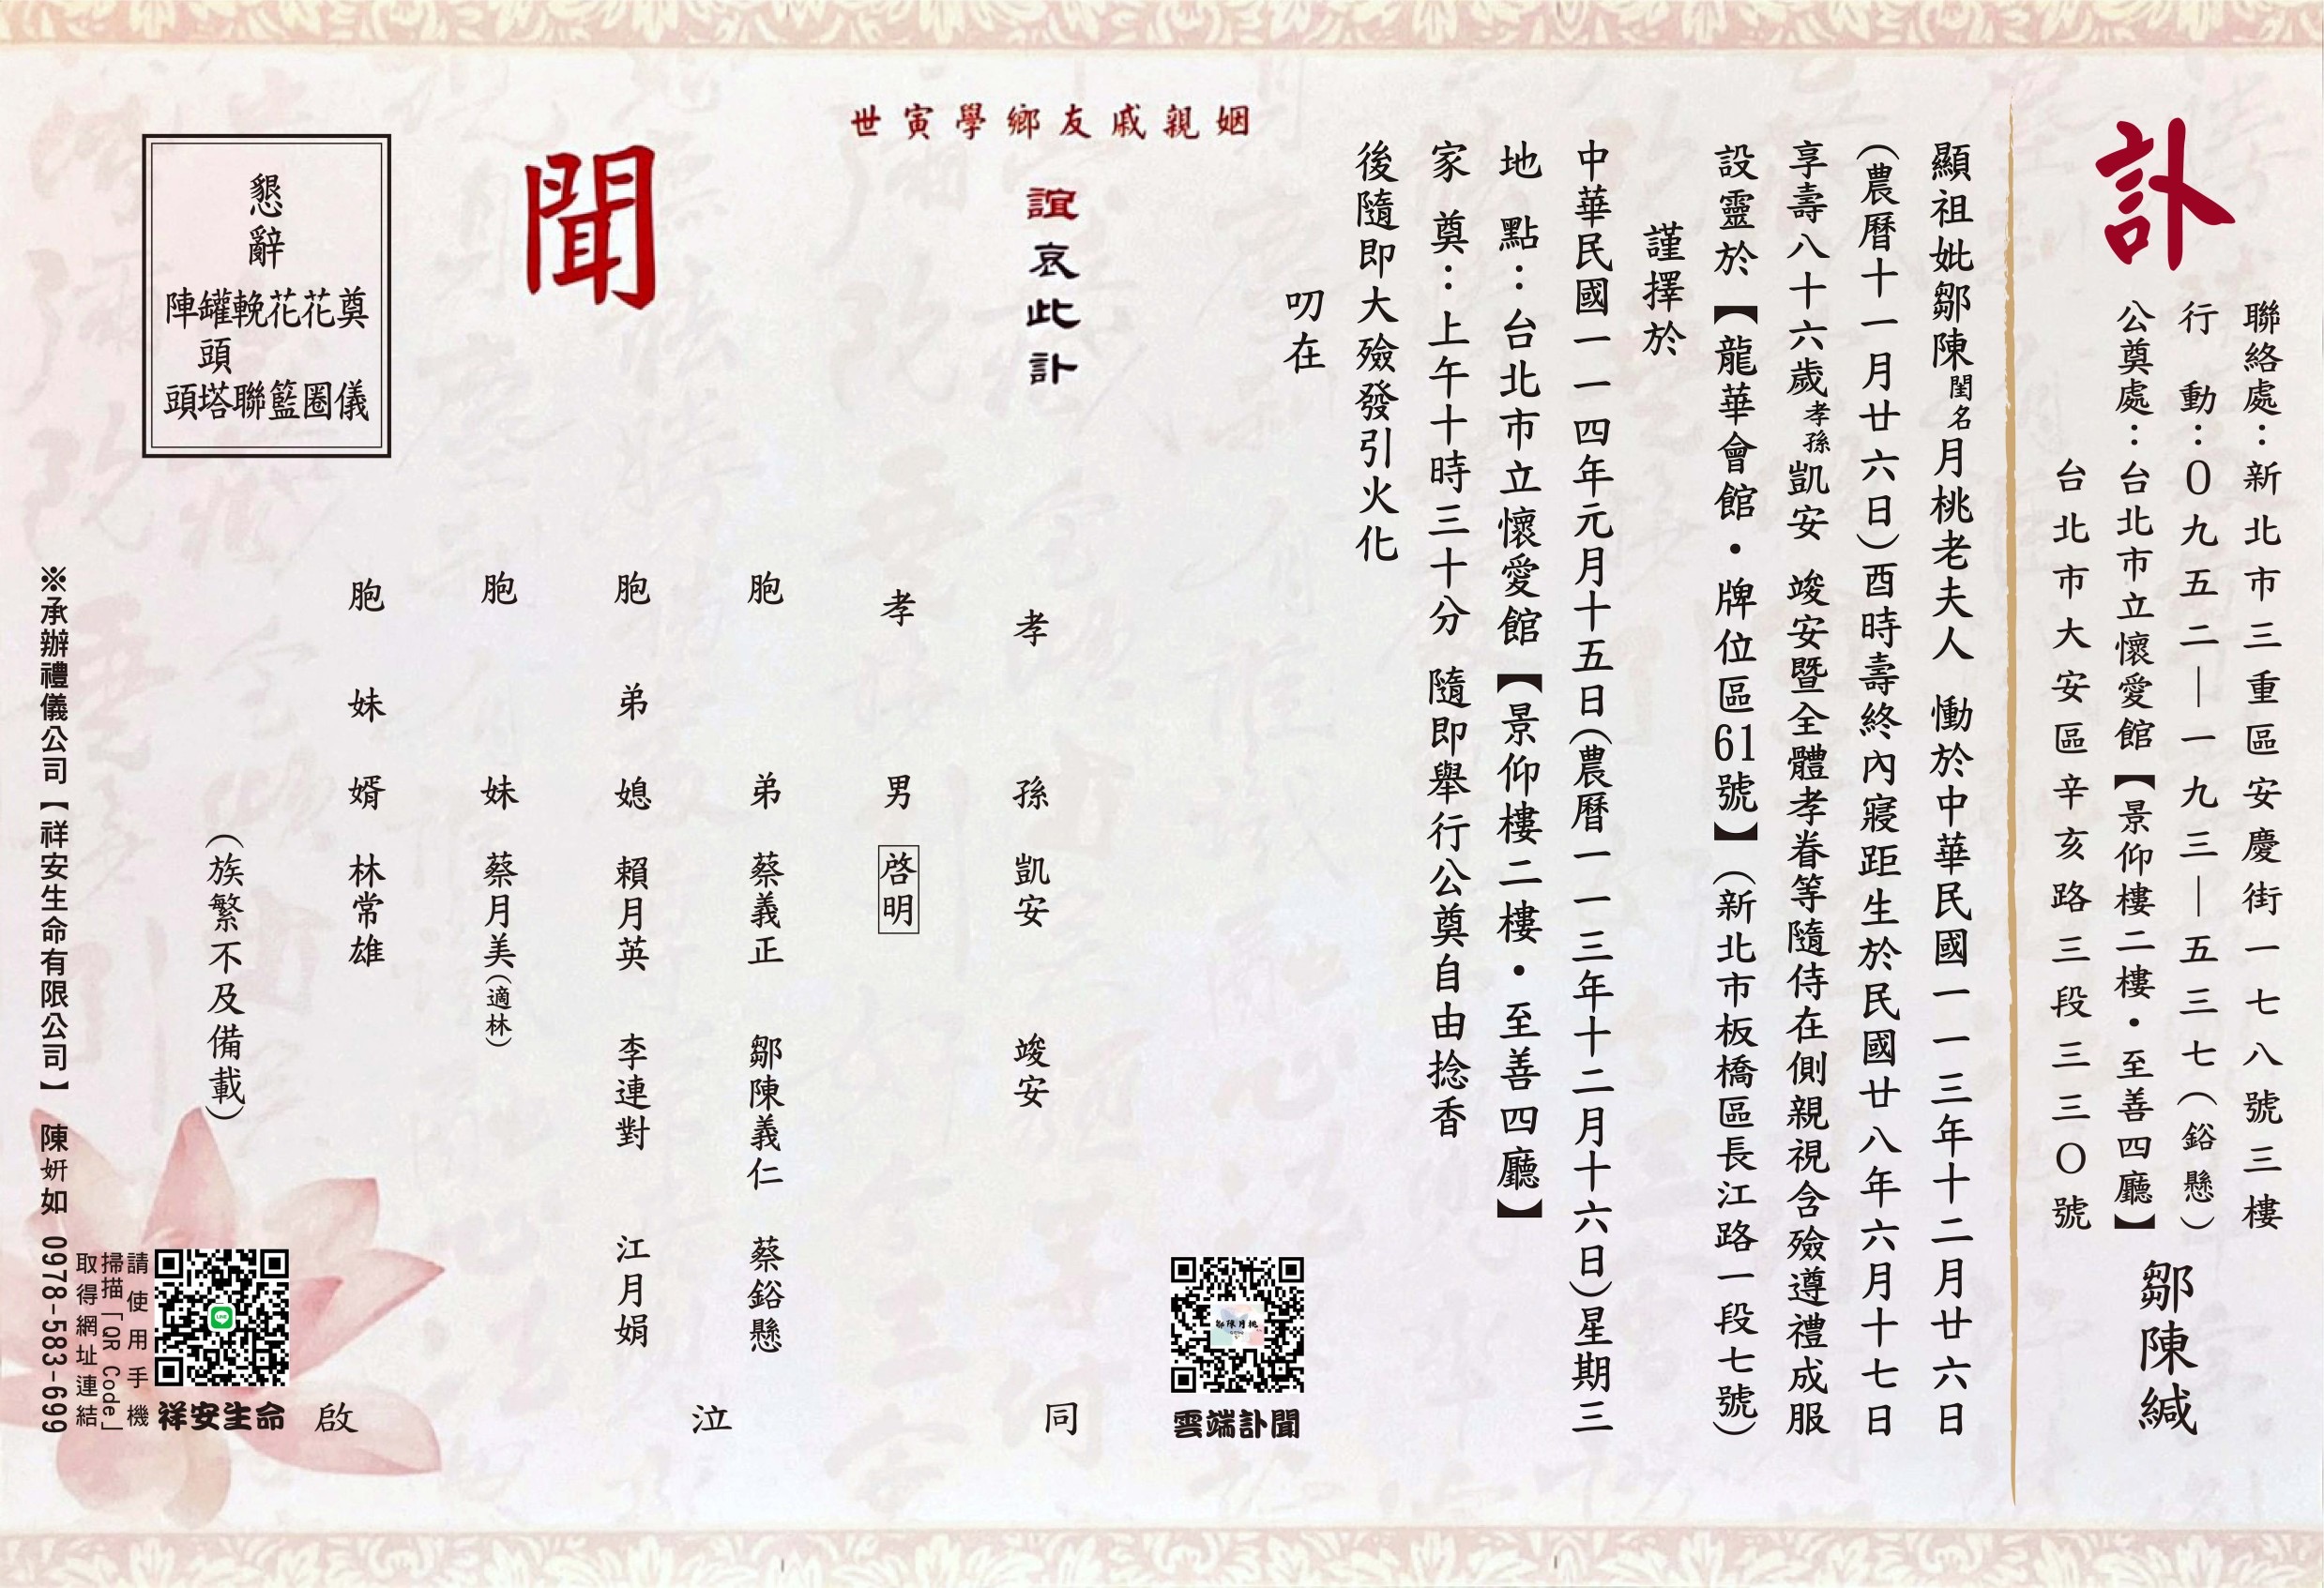 訃
聯絡處：新北市三重區安慶街一七八號三樓
行　動：０九五二—一九三—五三七（鋊懸）
公奠處：台北市立懷愛館【景仰樓二樓・至善四廳】
台北市大安區辛亥路三段三三０號
鄒陳緘
顯祖妣鄒陳閨名月桃老夫人　慟於中華民國一一三年十二月廿六日
（農曆十一月廿六日）酉時壽終內寢距生於民國廿八年六月十七日
享壽八十六歲孝孫凱安　竣安暨全體孝眷等隨侍在側親視含殮遵禮成服
設靈於【龍華會館・牌位區61號】（新北市板橋區長江路一段七號）
謹擇於
中華民國一一四年元月十五日（農曆一一三年十二月十六日）星期三
地　點：台北市立懷愛館【景仰樓二樓・至善四廳】
家　奠：上午十時三十分　隨即舉行公奠自由捻香
後隨即大殮發引火化
叨在
姻親戚友鄉學寅世
誼哀此訃
雲端訃聞
聞
孝孫　凱安　竣安
孝男　啓明
胞弟　蔡義正　鄒陳義仁　蔡鋊懸
胞弟媳　賴月英　李連對　江月娟
胞妹　蔡月美（適林）
胞妹婿　林常雄
（族繁不及備載）
同
泣
啟
懇辭
奠儀
花圈
花籃
輓聯
罐頭塔
陣頭
祥安生命
請使用手機
掃描「QR Code」
取得網址連結
※承辦禮儀公司【祥安生命有限公司】　陳妍如　0978-583-699